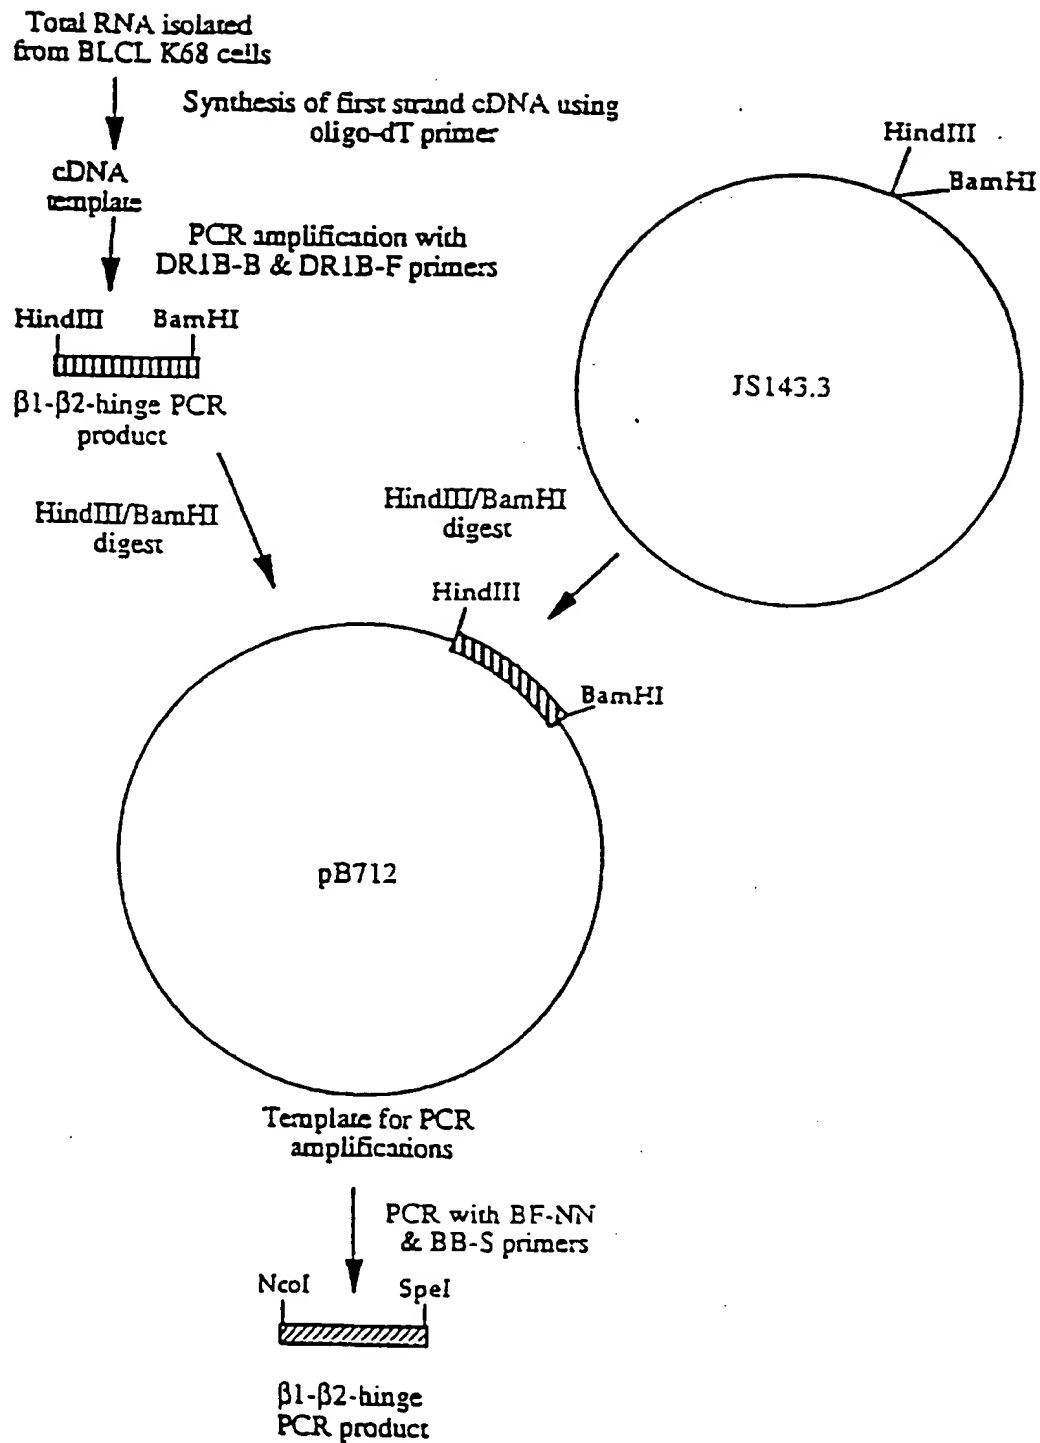 Total RNA isolated
from BLCL K68 cells
Synthesis of first strand cDNA using
oligo-dT primer
HindIII
BamHI
cDNA
template
PCR amplification with
DR1B-B & DR1B-F primers
HindIII BamHI
JS143.3
β1-β2-hinge PCR
product
HindIII/BamHI
digest
HindIII/BamHI
digest
HindIII
BamHI
pB712
Template for PCR
amplifications
PCR with BF-NN
& BB-S primers
NcoI SpeI
β1-β2-hinge
PCR product